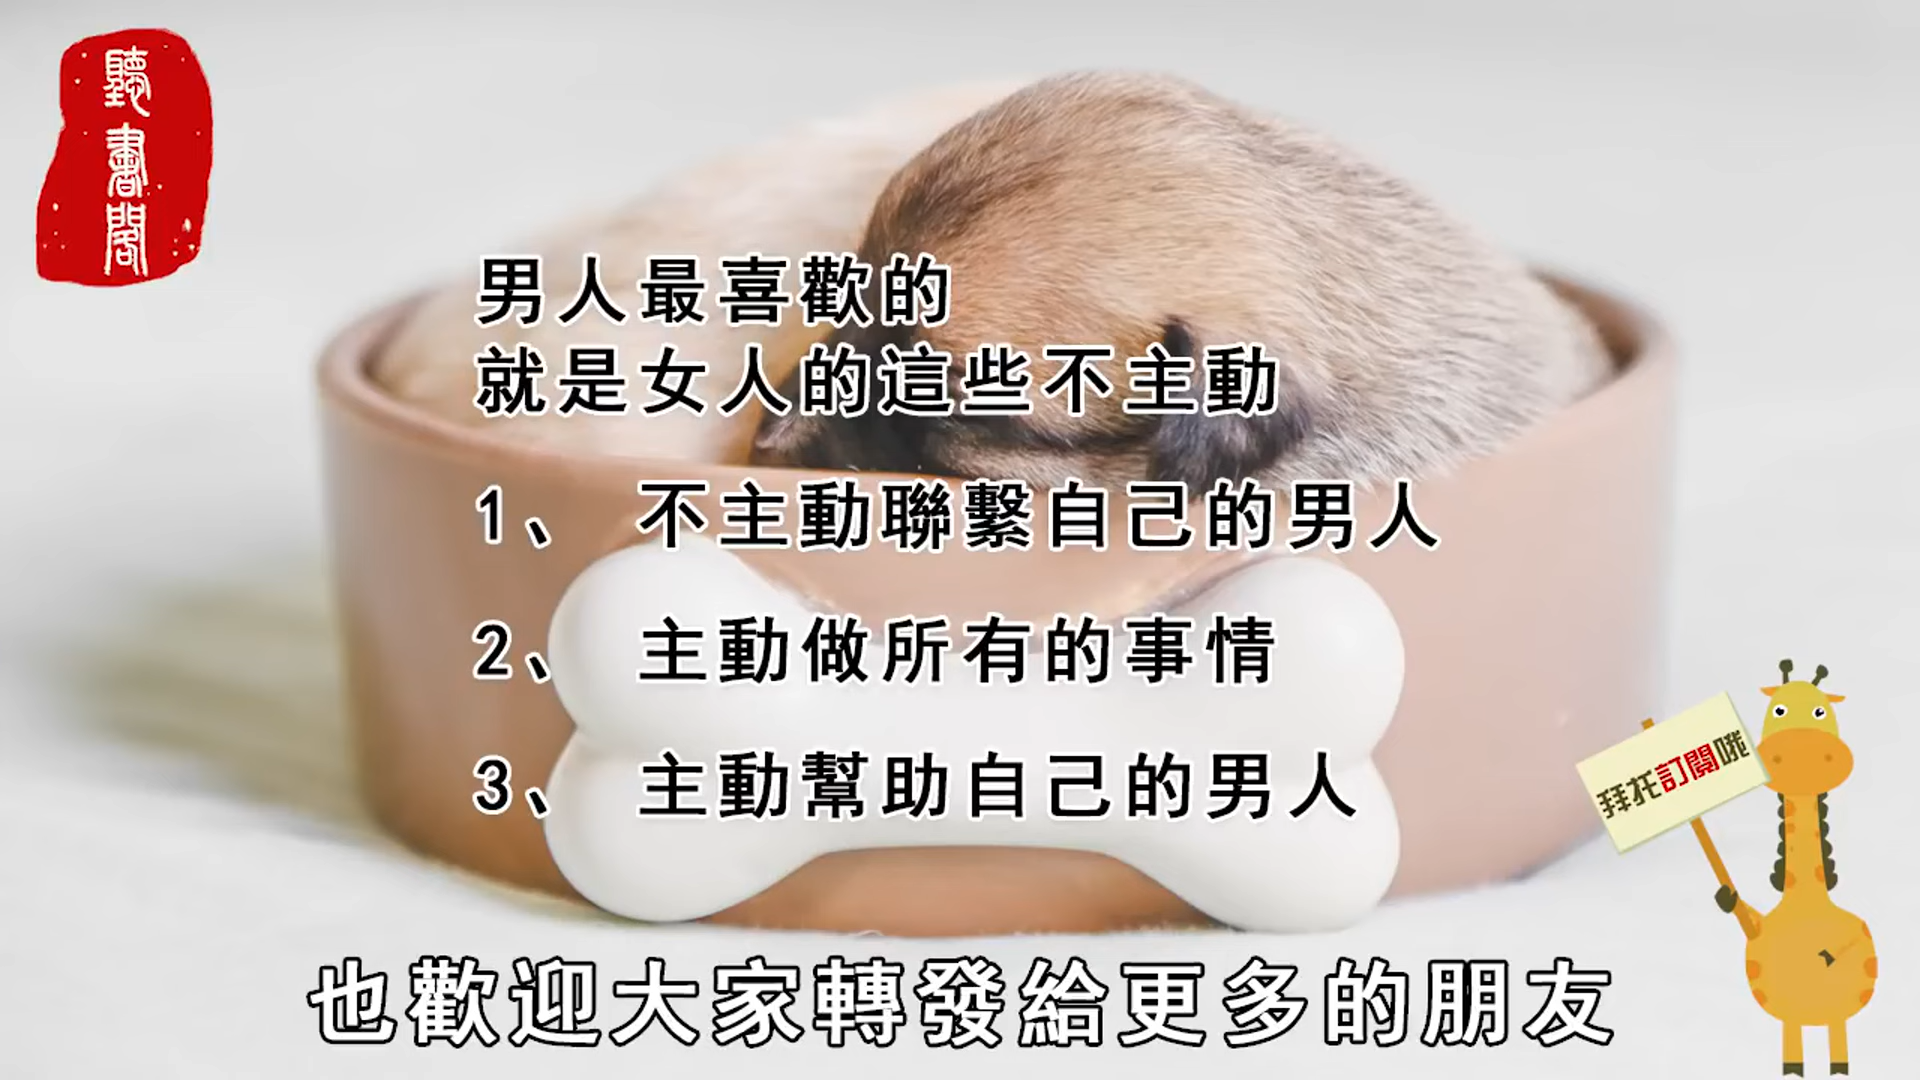 聽書閣
男人最喜歡的
就是女人的這些不主動
1、 不主動聯繫自己的男人
2、 主動做所有的事情
3、 主動幫助自己的男人
拜托訂閱哦
也歡迎大家轉發給更多的朋友